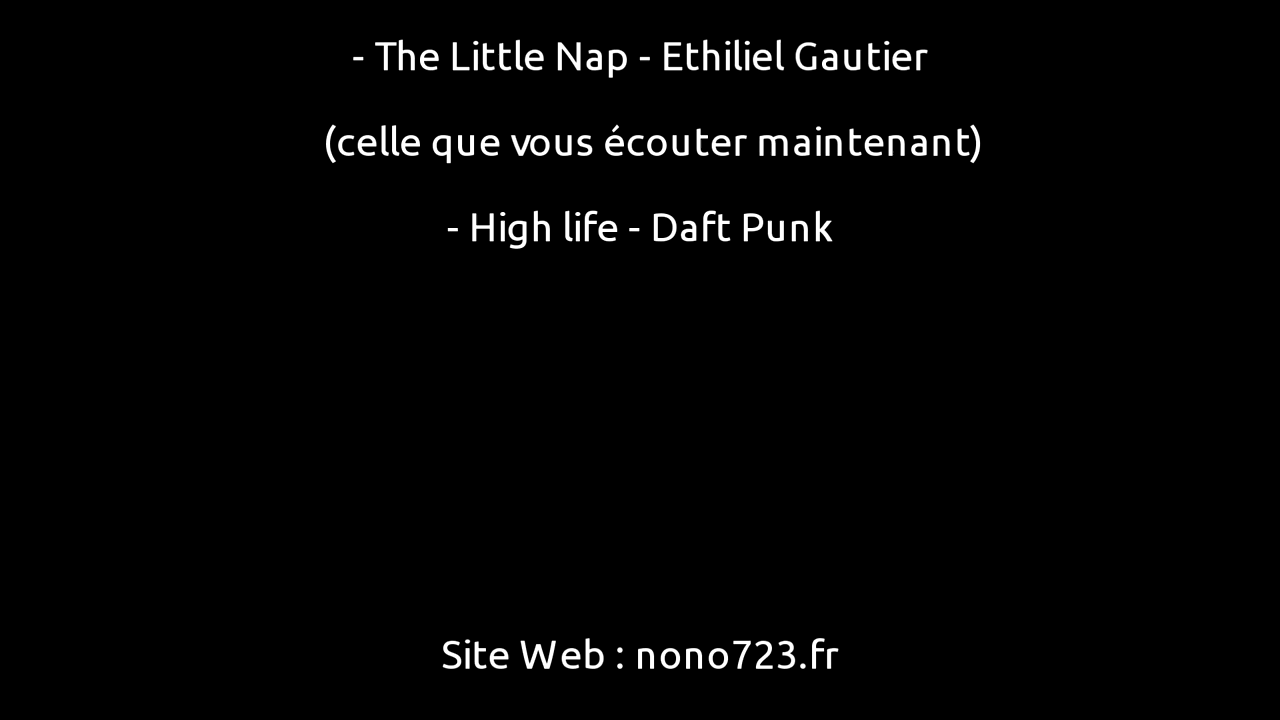 - The Little Nap - Ethiliel Gautier
(celle que vous écouter maintenant)
- High life - Daft Punk
Site Web : nono723.fr